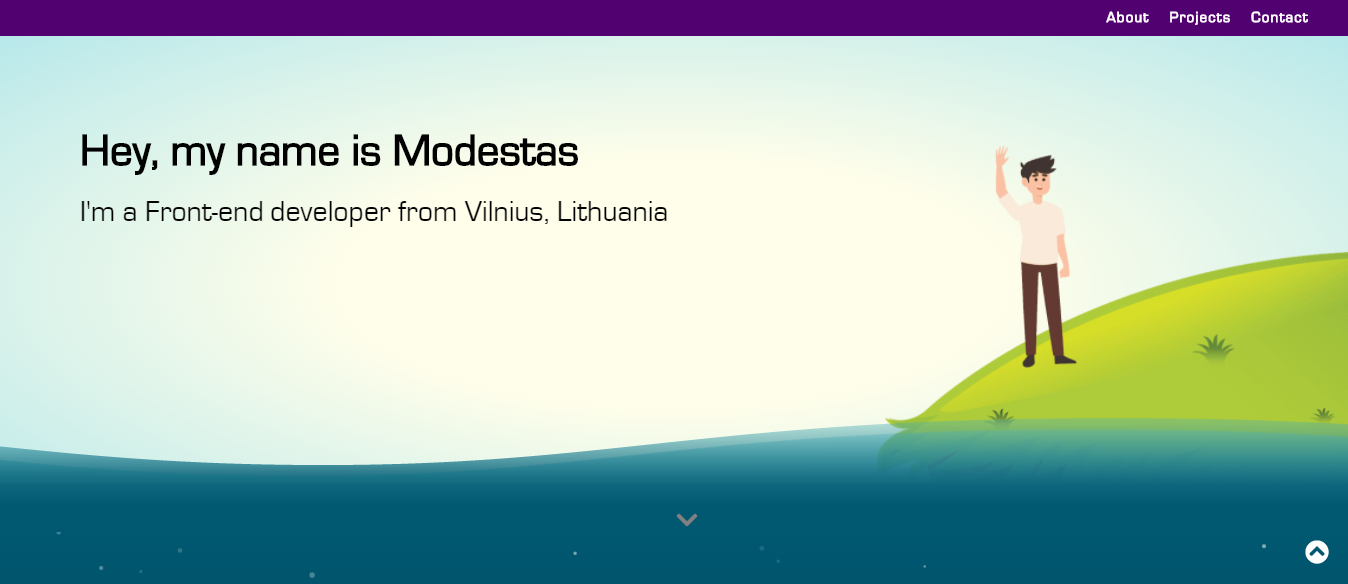 About Projects Contact
Hey, my name is Modestas
I'm a Front-end developer from Vilnius, Lithuania